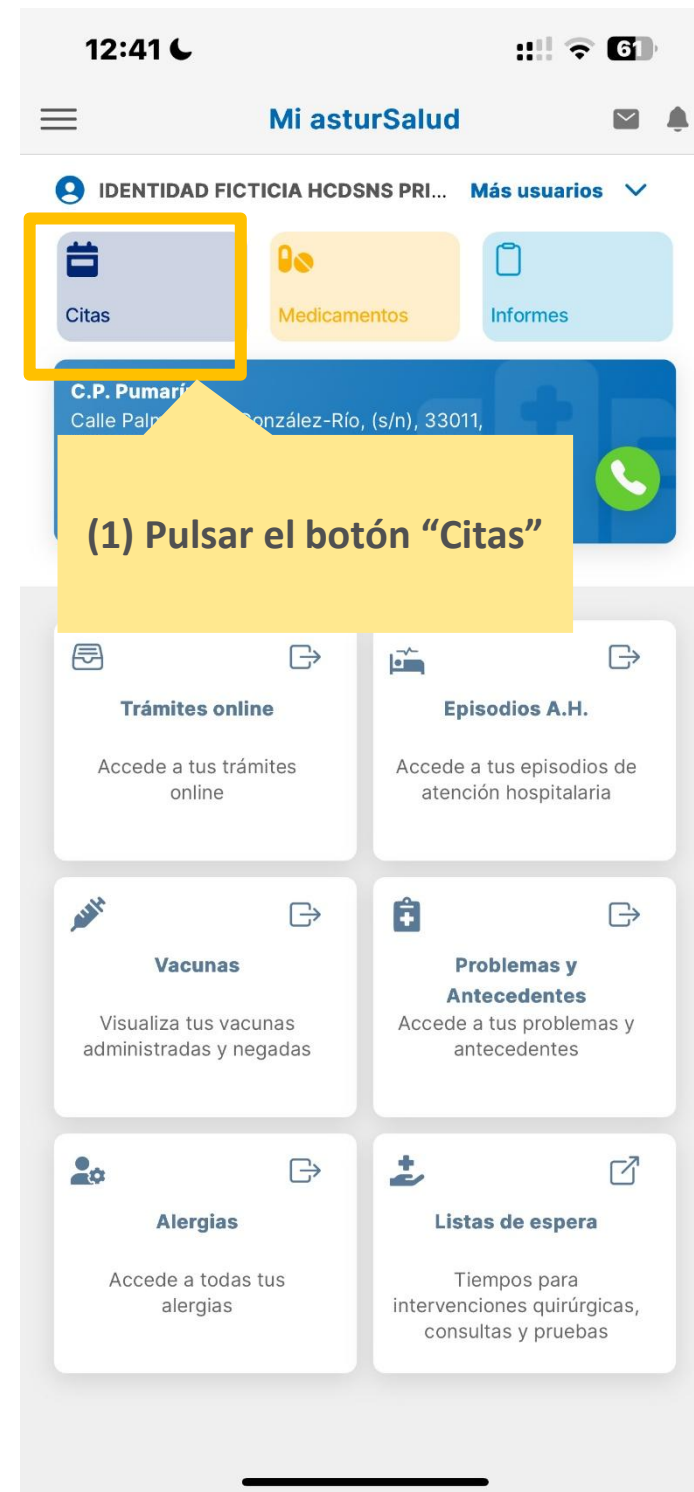 12:41
61
Mi asturSalud
IDENTIDAD FICTICIA HCDSNS PRI... Más usuarios
Citas
Medicamentos
Informes
C.P. Pumarí
Calle Pal onzález-Río, (s/n), 33011,
(1) Pulsar el botón “Citas”
Trámites online
Accede a tus trámites
online
Episodios A.H.
Accede a tus episodios de
atención hospitalaria
Vacunas
Visualiza tus vacunas
administradas y negadas
Problemas y
Antecedentes
Accede a tus problemas y
antecedentes
Alergias
Accede a todas tus
alergias
Listas de espera
Tiempos para
intervenciones quirúrgicas,
consultas y pruebas